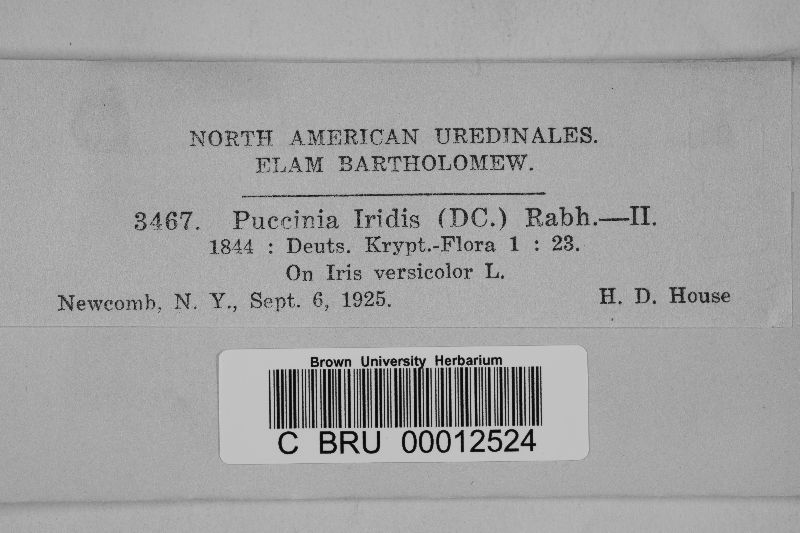 NORTH AMERICAN UREDINALES.
ELAM BARTHOLOMEW.
3467. Puccinia Iridis (DC.) Rabh.—II.
1844 : Deuts. Krypt.-Flora 1 : 23.
On Iris versicolor L.
Newcomb, N. Y., Sept. 6, 1925. H. D. House
Brown University Herbarium
C BRU 00012524